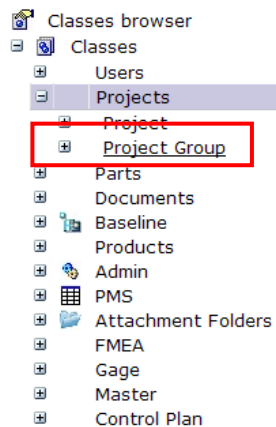 Classes browser
Classes
Users
Projects
Project
Project Group
Parts
Documents
Baseline
Products
Admin
PMS
Attachment Folders
FMEA
Gage
Master
Control Plan